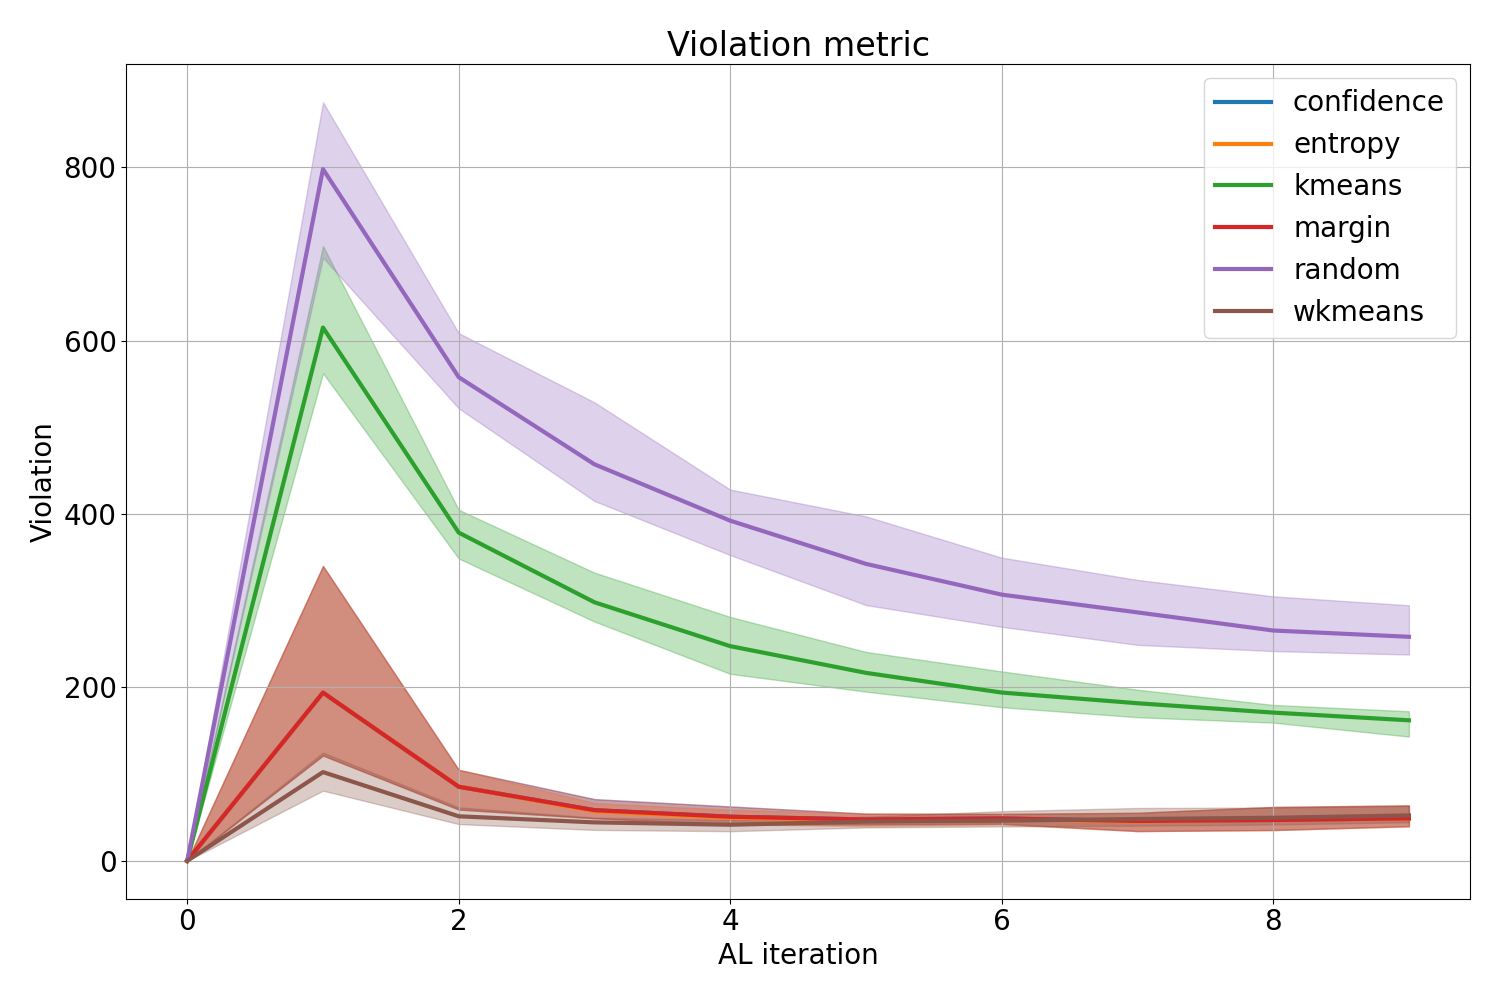 Violation metric
confidence
entropy
kmeans
margin
random
wkmeans
Violation
800
600
400
200
0
0 2 4 6 8
AL iteration